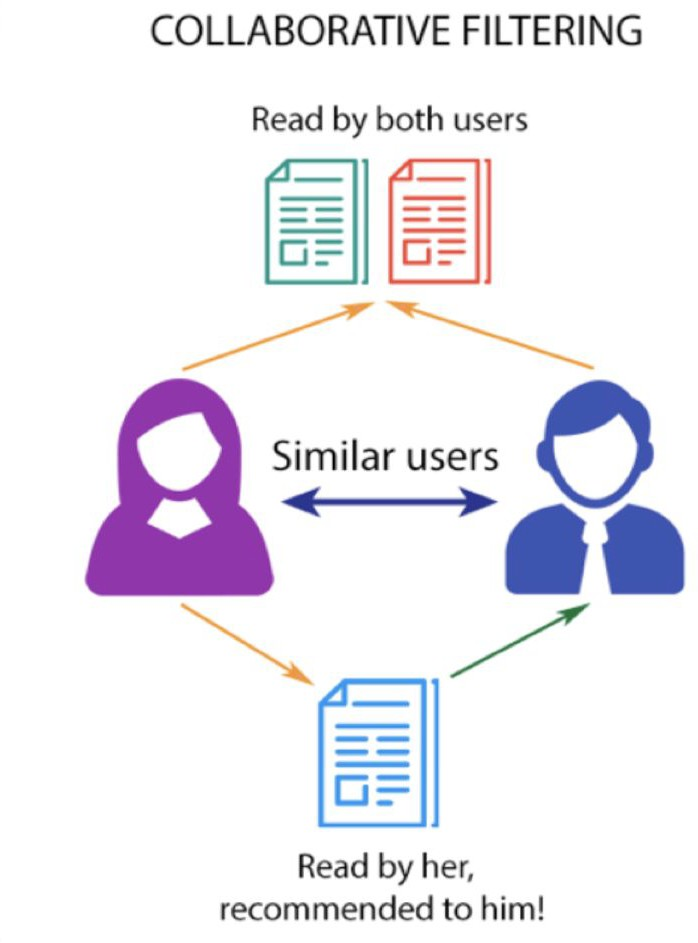 COLLABORATIVE FILTERING
Read by both users
Similar users
Read by her,
recommended to him!